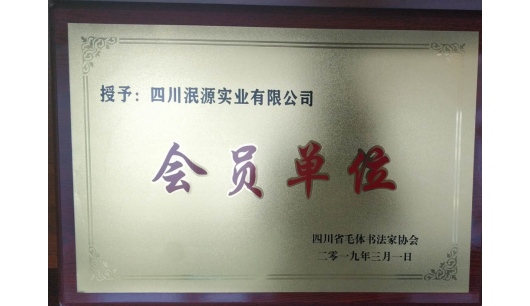 授予：四川泯源实业有限公司
会员单位
四川省毛体书法家协会
二零一九年三月一日